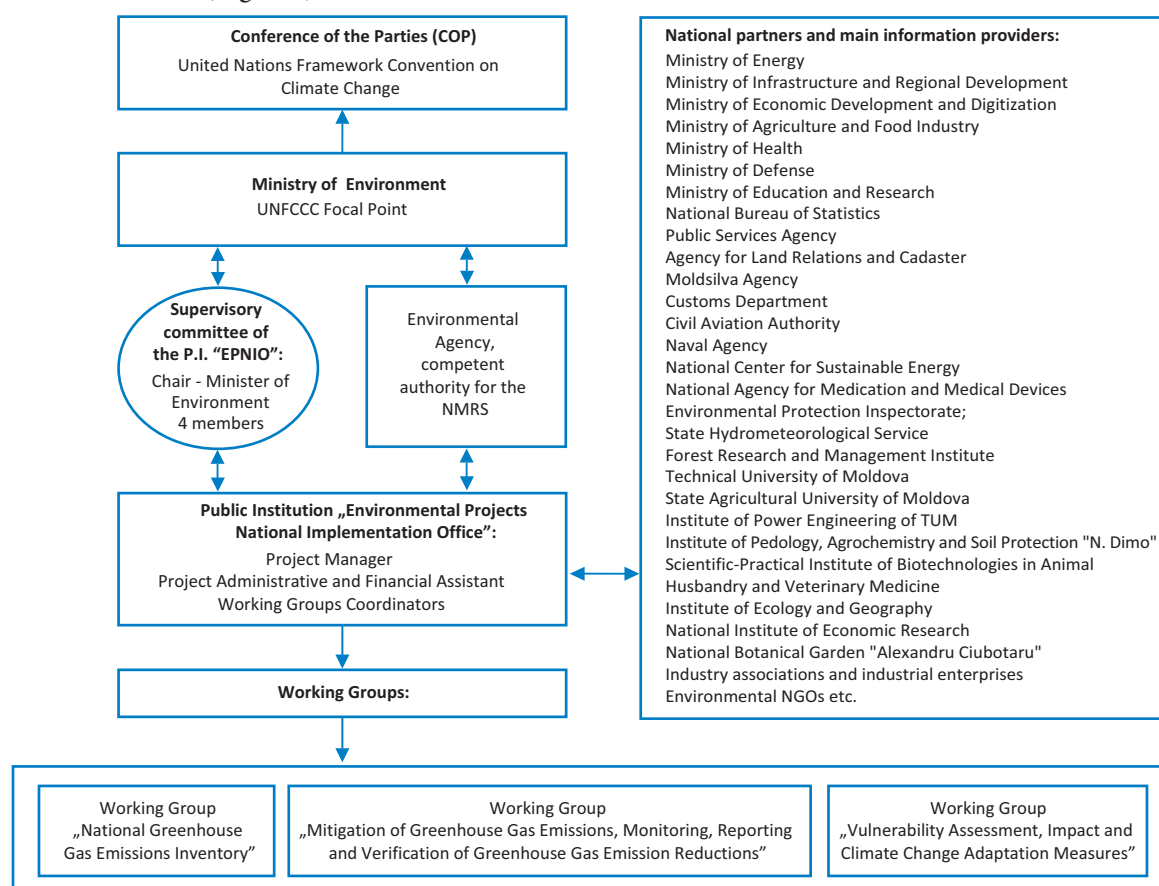 Conference of the Parties (COP)
United Nations Framework Convention on
Climate Change
Ministry of Environment
UNFCCC Focal Point
Supervisory
committee of
the P.I. “EPNIO”:
Chair - Minister of
Environment
4 members
Environmental
Agency,
competent
authority for the
NMRS
Public Institution „Environmental Projects
National Implementation Office”:
Project Manager
Project Administrative and Financial Assistant
Working Groups Coordinators
Working Groups:
National partners and main information providers:
Ministry of Energy
Ministry of Infrastructure and Regional Development
Ministry of Economic Development and Digitization
Ministry of Agriculture and Food Industry
Ministry of Health
Ministry of Defense
Ministry of Education and Research
National Bureau of Statistics
Public Services Agency
Agency for Land Relations and Cadaster
Moldsilva Agency
Customs Department
Civil Aviation Authority
Naval Agency
National Center for Sustainable Energy
National Agency for Medication and Medical Devices
Environmental Protection Inspectorate;
State Hydrometeorological Service
Forest Research and Management Institute
Technical University of Moldova
State Agricultural University of Moldova
Institute of Power Engineering of TUM
Institute of Pedology, Agrochemistry and Soil Protection "N. Dimo"
Scientific-Practical Institute of Biotechnologies in Animal
Husbandry and Veterinary Medicine
Institute of Ecology and Geography
National Institute of Economic Research
National Botanical Garden "Alexandru Ciubotaru"
Industry associations and industrial enterprises
Environmental NGOs etc.
Working Group
„National Greenhouse
Gas Emissions Inventory”
Working Group
„Mitigation of Greenhouse Gas Emissions, Monitoring, Reporting
and Verification of Greenhouse Gas Emission Reductions”
Working Group
„Vulnerability Assessment, Impact and
Climate Change Adaptation Measures”